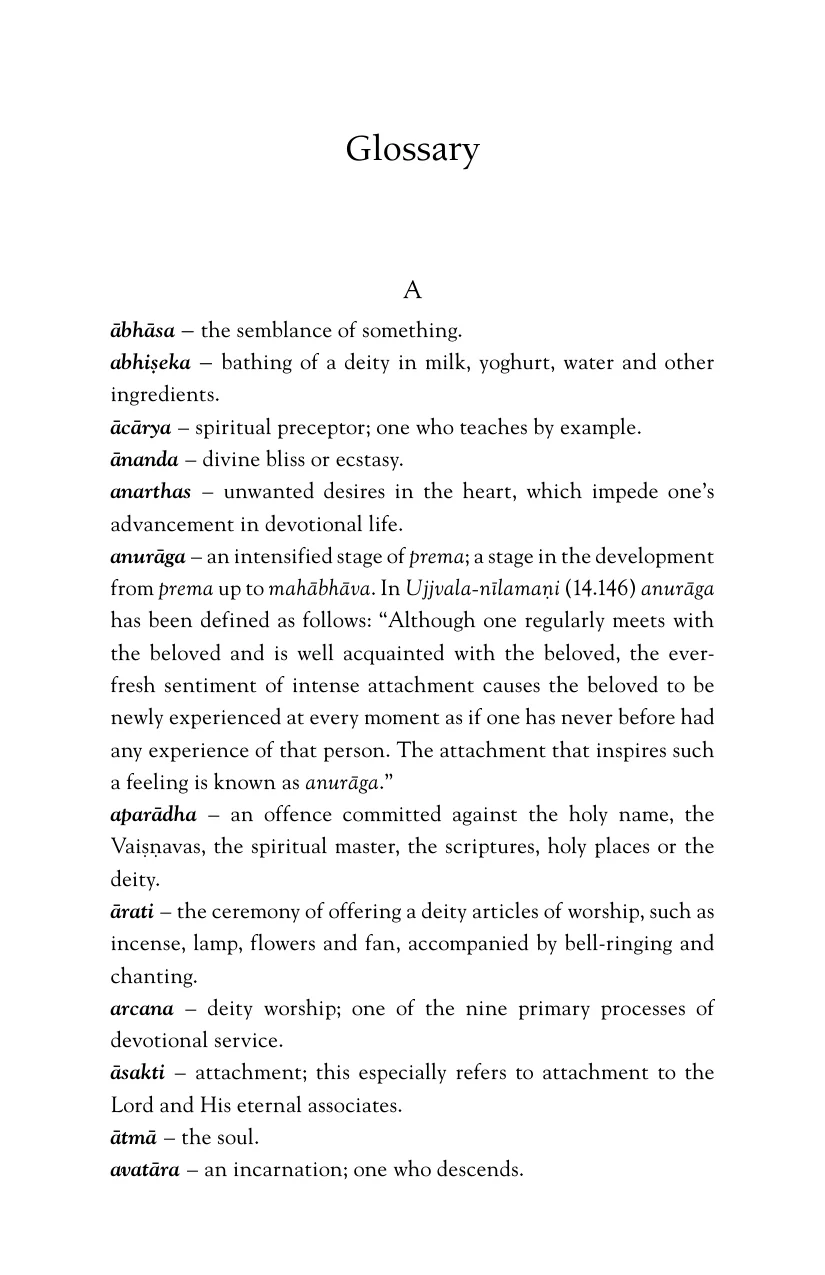 Glossary
A
ābhāsa – the semblance of something.
abhiṣeka – bathing of a deity in milk, yoghurt, water and other
ingredients.
ācārya – spiritual preceptor; one who teaches by example.
ānanda – divine bliss or ecstasy.
anarthas – unwanted desires in the heart, which impede one’s
advancement in devotional life.
anurāga – an intensified stage of prema; a stage in the development
from prema up to mahābhāva. In Ujjvala-nīlamaṇi (14.146) anurāga
has been defined as follows: “Although one regularly meets with
the beloved and is well acquainted with the beloved, the ever-
fresh sentiment of intense attachment causes the beloved to be
newly experienced at every moment as if one has never before had
any experience of that person. The attachment that inspires such
a feeling is known as anurāga.”
aparādha – an offence committed against the holy name, the
Vaiṣṇavas, the spiritual master, the scriptures, holy places or the
deity.
ārati – the ceremony of offering a deity articles of worship, such as
incense, lamp, flowers and fan, accompanied by bell-ringing and
chanting.
arcana – deity worship; one of the nine primary processes of
devotional service.
āsakti – attachment; this especially refers to attachment to the
Lord and His eternal associates.
ātmā – the soul.
avatāra – an incarnation; one who descends.